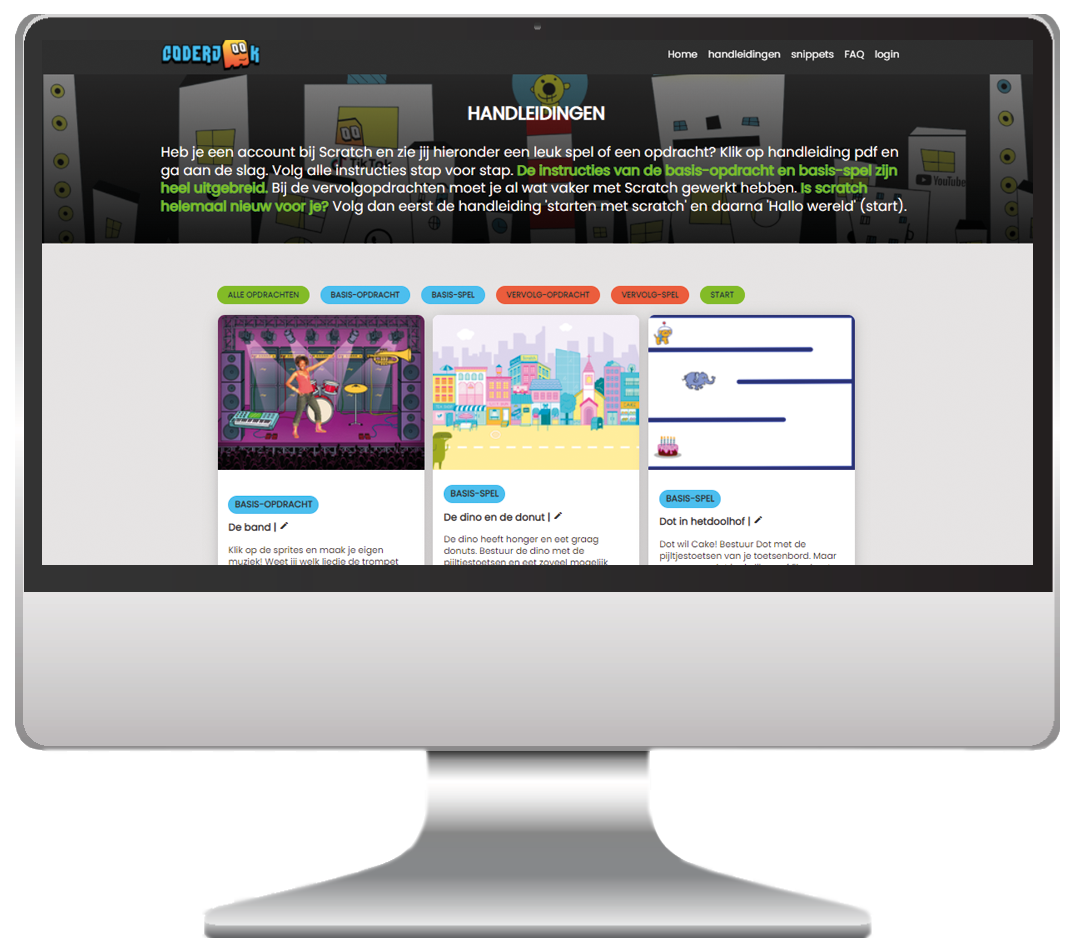 CODERDOJO K
Home handleidingen snippets FAQ login
HANDLEIDINGEN
Heb je een account bij Scratch en zie jij hieronder een leuk spel of een opdracht? Klik op handleiding pdf en
ga aan de slag. Volg alle instructies stap voor stap. De instructies van de basis-opdracht en basis-spel zijn
heel uitgebreid. Bij de vervolgopdrachten moet je al wat vaker met Scratch gewerkt hebben. Is scratch
helemaal nieuw voor je? Volg dan eerst de handleiding 'starten met scratch' en daarna 'Hallo wereld' (start).
TikTok
YouTube
ALLE OPDRACHTEN BASIS-OPDRACHT BASIS-SPEL VERVOLG-OPDRACHT VERVOLG-SPEL START
BASIS-OPDRACHT
De band |
Klik op de sprites en maak je eigen
muziek! Weet jij welk liedje de trompet
BASIS-SPEL
De dino en de donut |
De dino heeft honger en eet graag
donuts. Bestuur de dino met de
pijltjestoetsen en eet zoveel mogelijk
BASIS-SPEL
Dot in hetdoolhof |
Dot wil Cake! Bestuur Dot met de
pijltjestoetsen van je toetsenbord. Maar